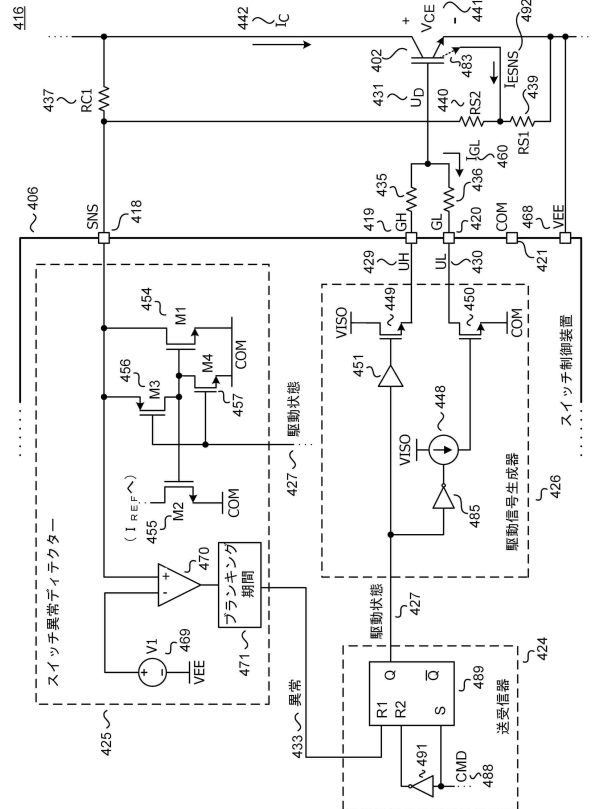 416
406
442
IC
437
RC1
VCE
+
-
441
402
483
431
UD
440
RS2
IESNS
492
439
RS1
IGL
460
435
436
SNS
418
419
GH
GL
420
COM
421
468
VEE
429
UH
UL
430
スイッチ制御装置
スイッチ異常ディテクター
425
454
M1
456
M3
M4
457
COM
COM
455
M2
(IREFへ)
駆動状態
427
V1
469
+
-
VEE
-
+
470
ブランキング
期間
471
433
異常
駆動信号生成器
426
VISO
449
451
450
COM
448
VISO
485
駆動状態
427
送受信器
424
R1
R2
S
Q
Q
489
491
CMD
488